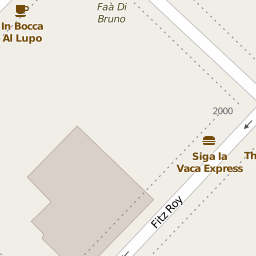 Faà Di
Bruno
In Bocca
Al Lupo
2000
Siga la
Vaca Express
Th
Fitz Roy